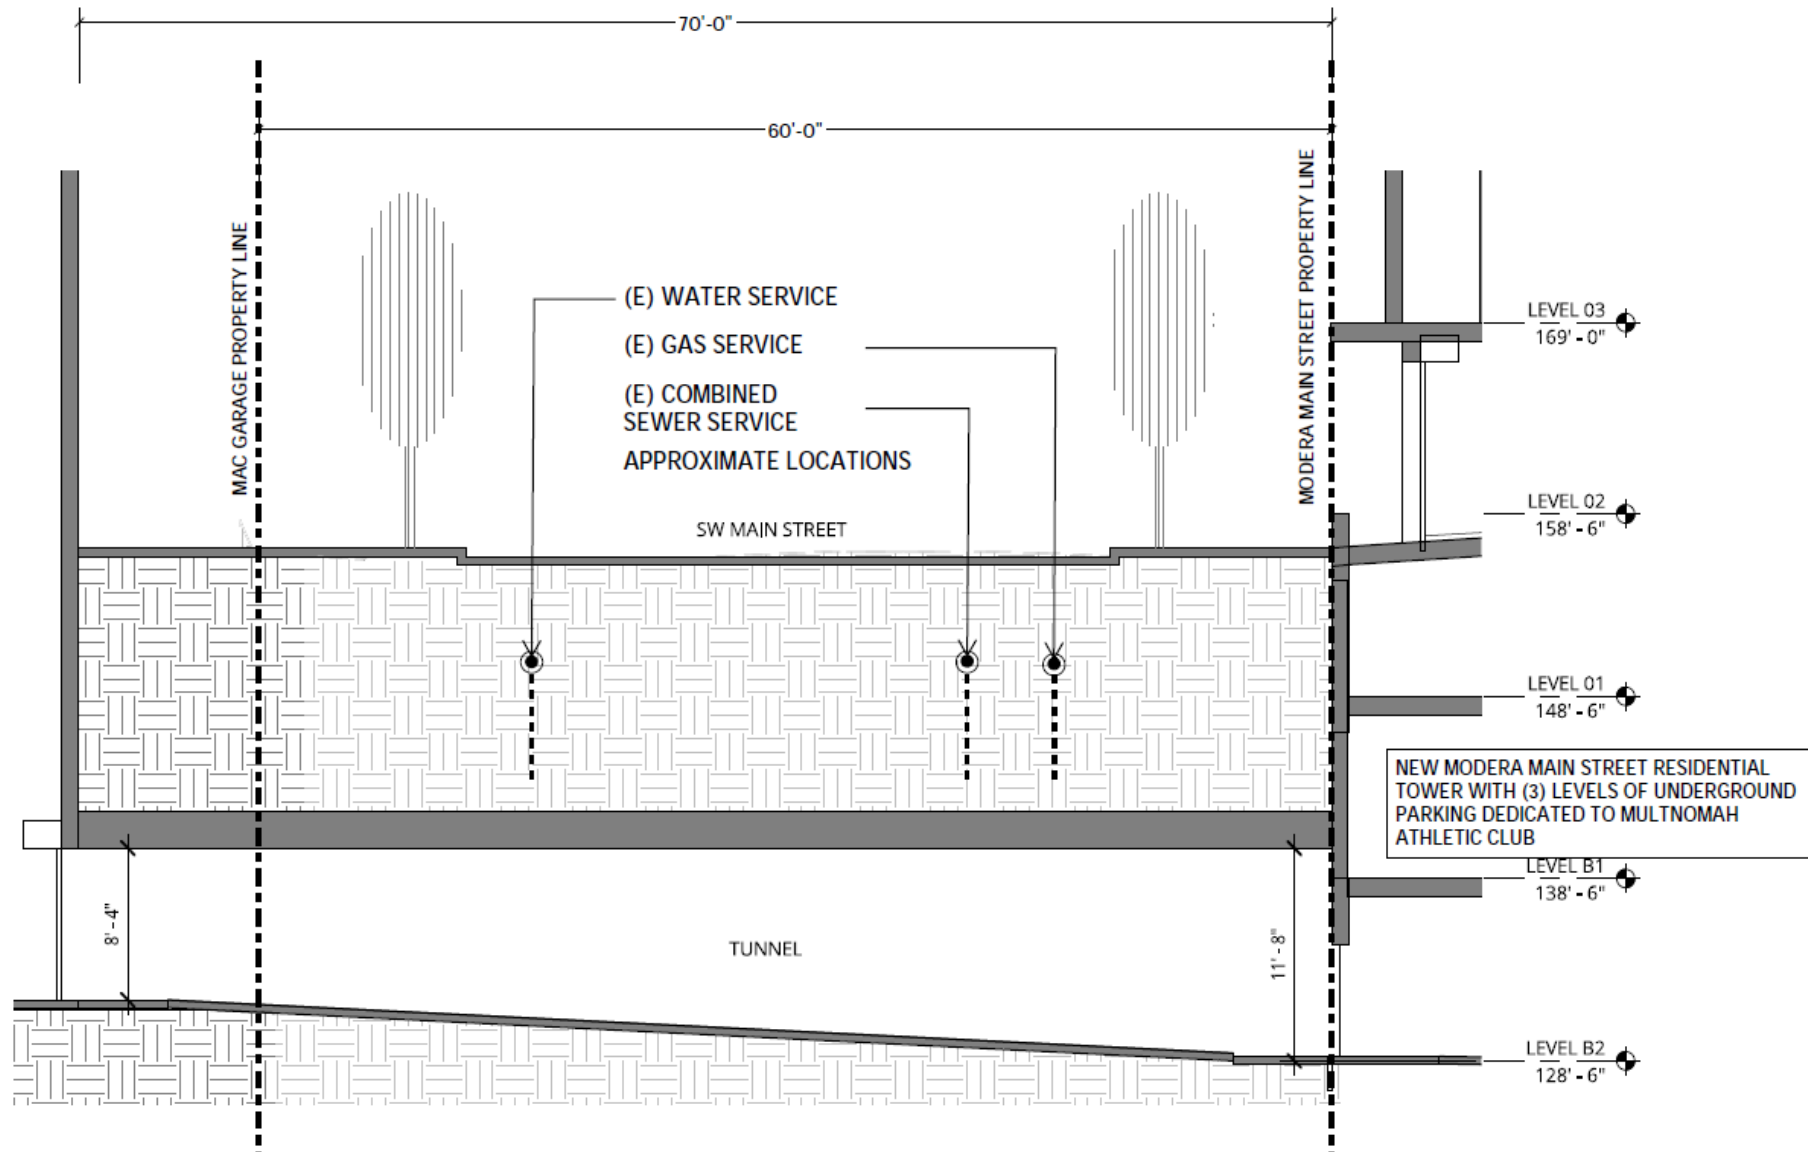 70'-0"
60'-0"
MAC GARAGE PROPERTY LINE
MODERA MAIN STREET PROPERTY LINE
(E) WATER SERVICE
(E) GAS SERVICE
(E) COMBINED
SEWER SERVICE
APPROXIMATE LOCATIONS
SW MAIN STREET
LEVEL 03
169' - 0"
LEVEL 02
158' - 6"
LEVEL 01
148' - 6"
NEW MODERA MAIN STREET RESIDENTIAL
TOWER WITH (3) LEVELS OF UNDERGROUND
PARKING DEDICATED TO MULTNOMAH
ATHLETIC CLUB
LEVEL B1
138' - 6"
8' - 4"
TUNNEL
11' - 8"
LEVEL B2
128' - 6"